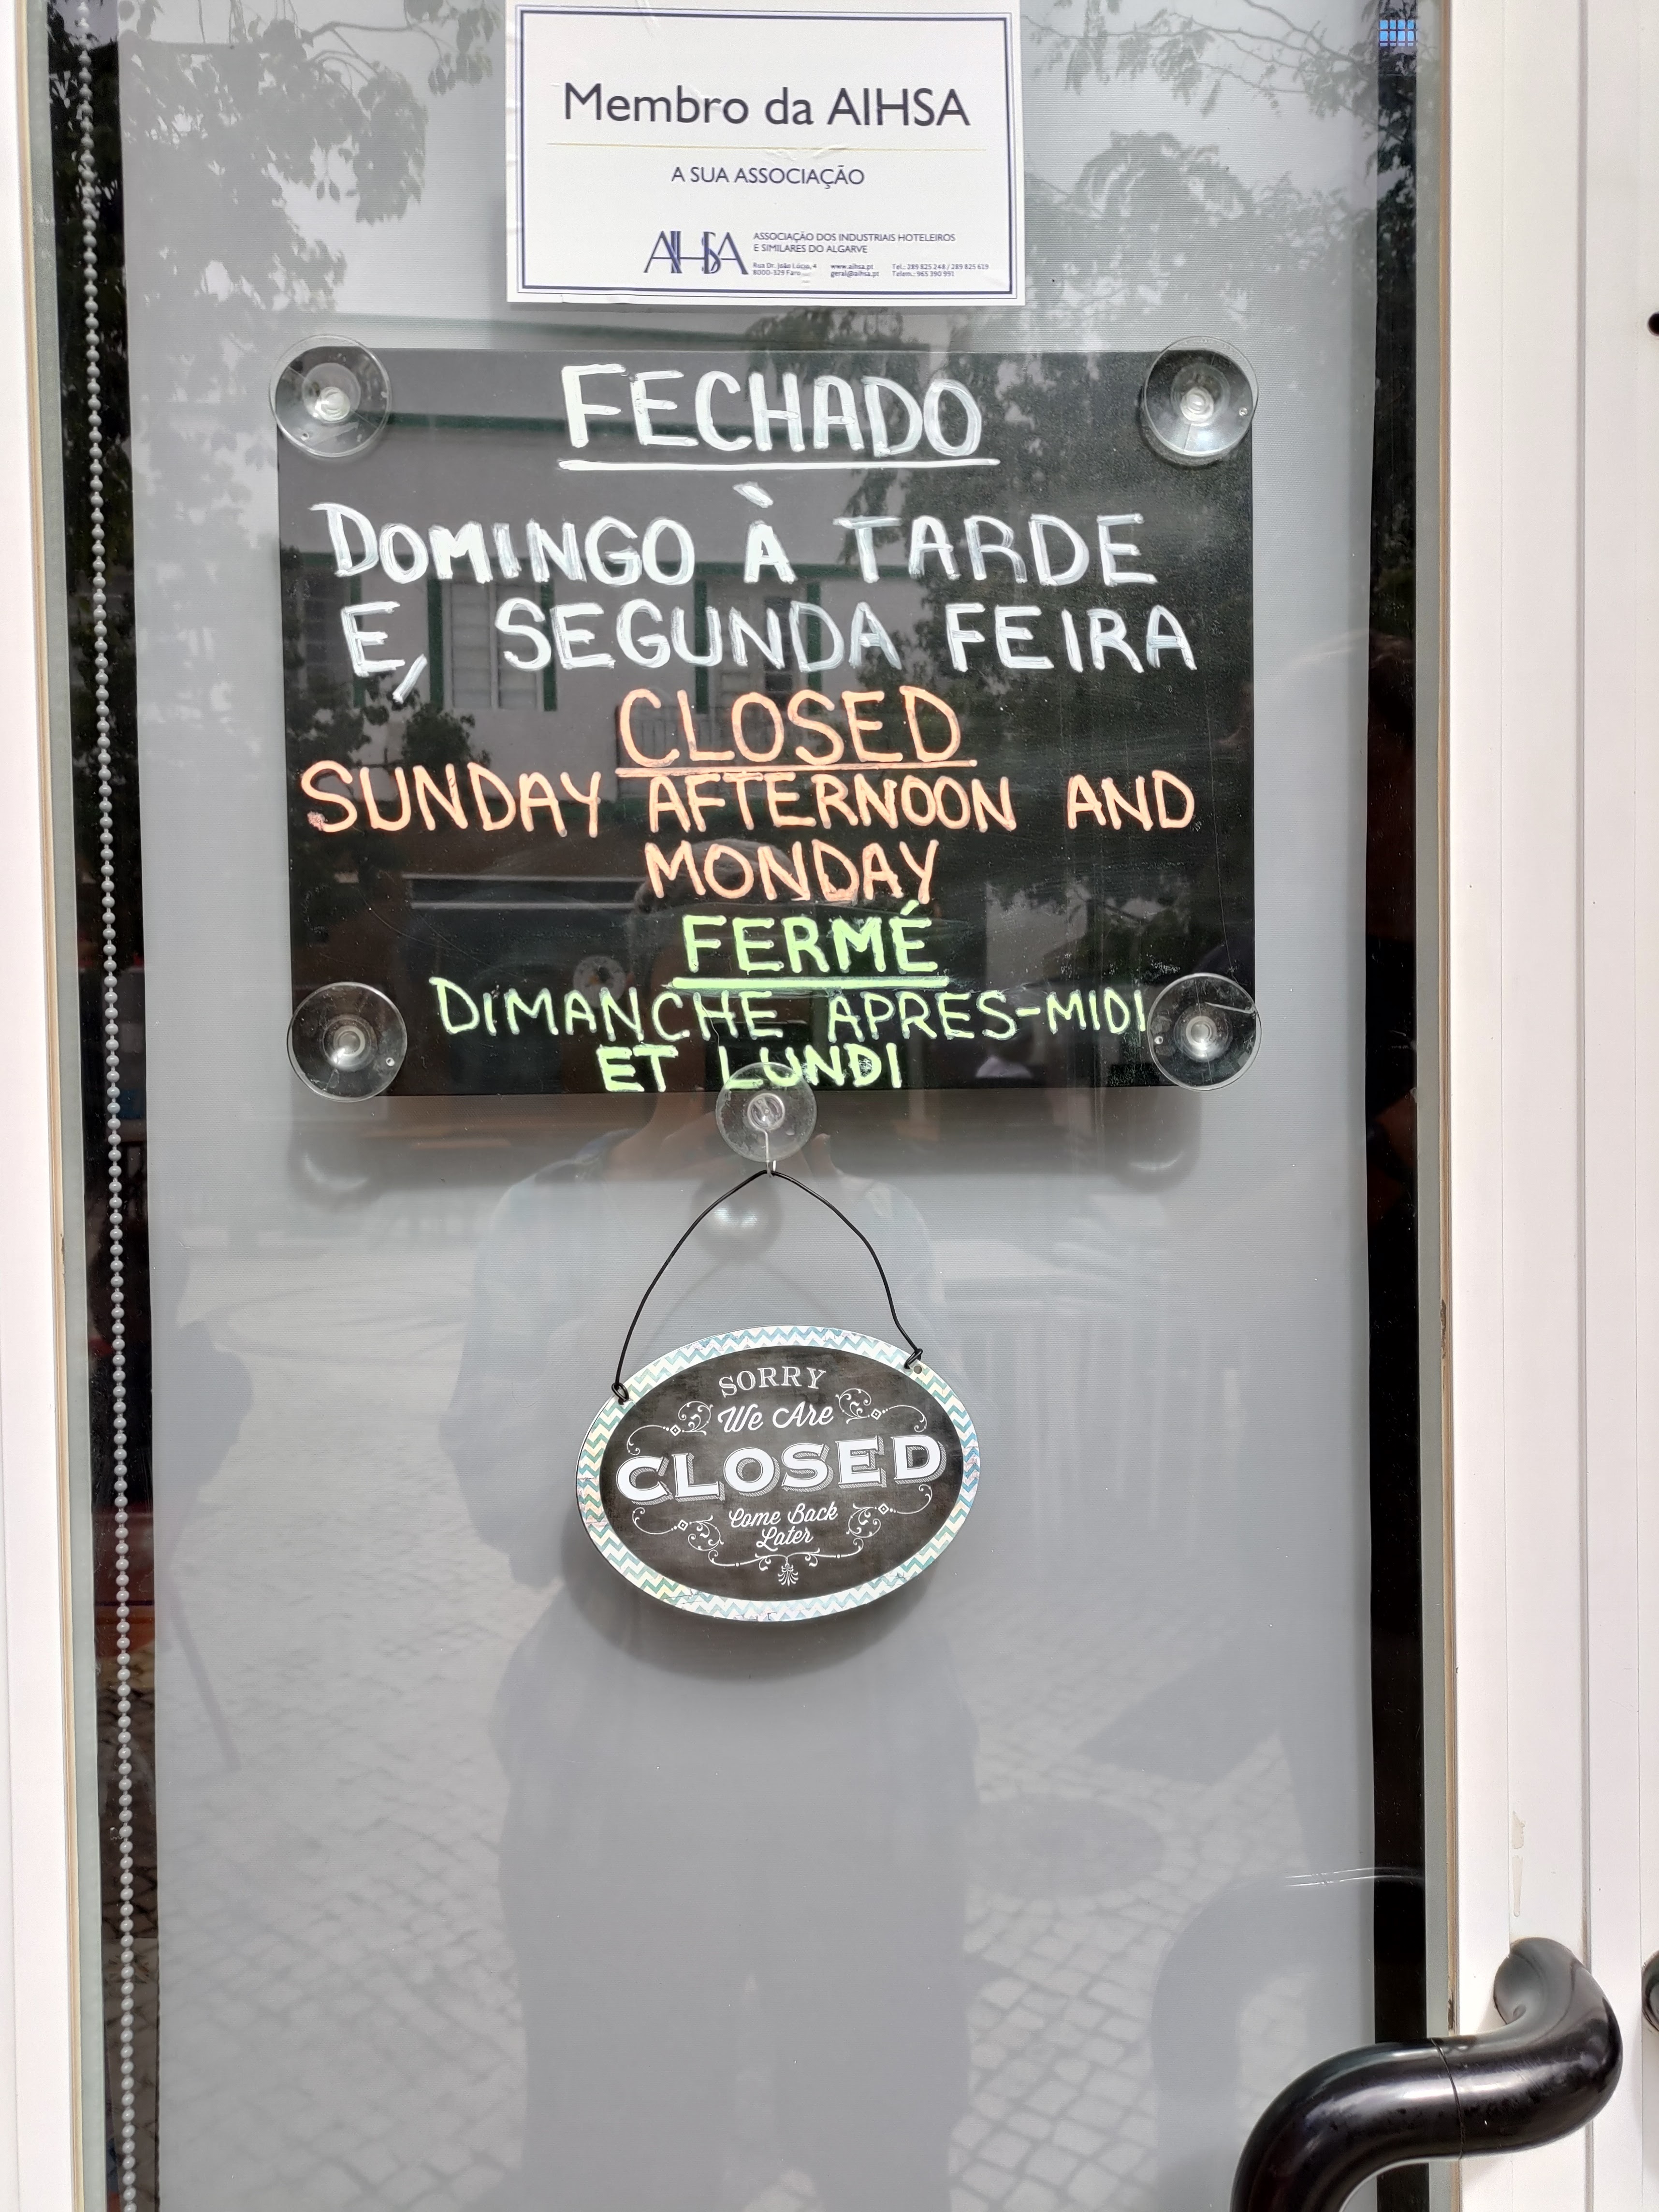 Membro da AIHSA
A SUA ASSOCIAÇÃO
AIHSA
ASSOCIAÇÃO DOS INDUSTRIAIS HOTELEIROS
E SIMILARES DO ALGARVE
Rua Dr. João Lúcio, 4 www.aihsa.pt Tel.: 289 825 248 / 289 825 619
8000-329 Faro geral@aihsa.pt Telem.: 965 390 991
FECHADO
DOMINGO À TARDE
E, SEGUNDA FEIRA
CLOSED
SUNDAY AFTERNOON AND
MONDAY
FERMÉ
DIMANCHE APRES-MIDI
ET LUNDI
SORRY
We Are
CLOSED
Come Back
Later